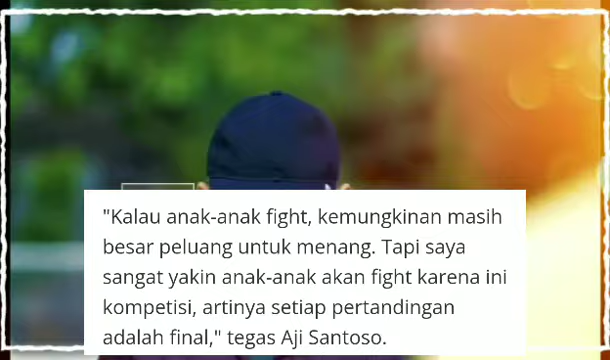 "Kalau anak-anak fight, kemungkinan masih
besar peluang untuk menang. Tapi saya
sangat yakin anak-anak akan fight karena ini
kompetisi, artinya setiap pertandingan
adalah final," tegas Aji Santoso.